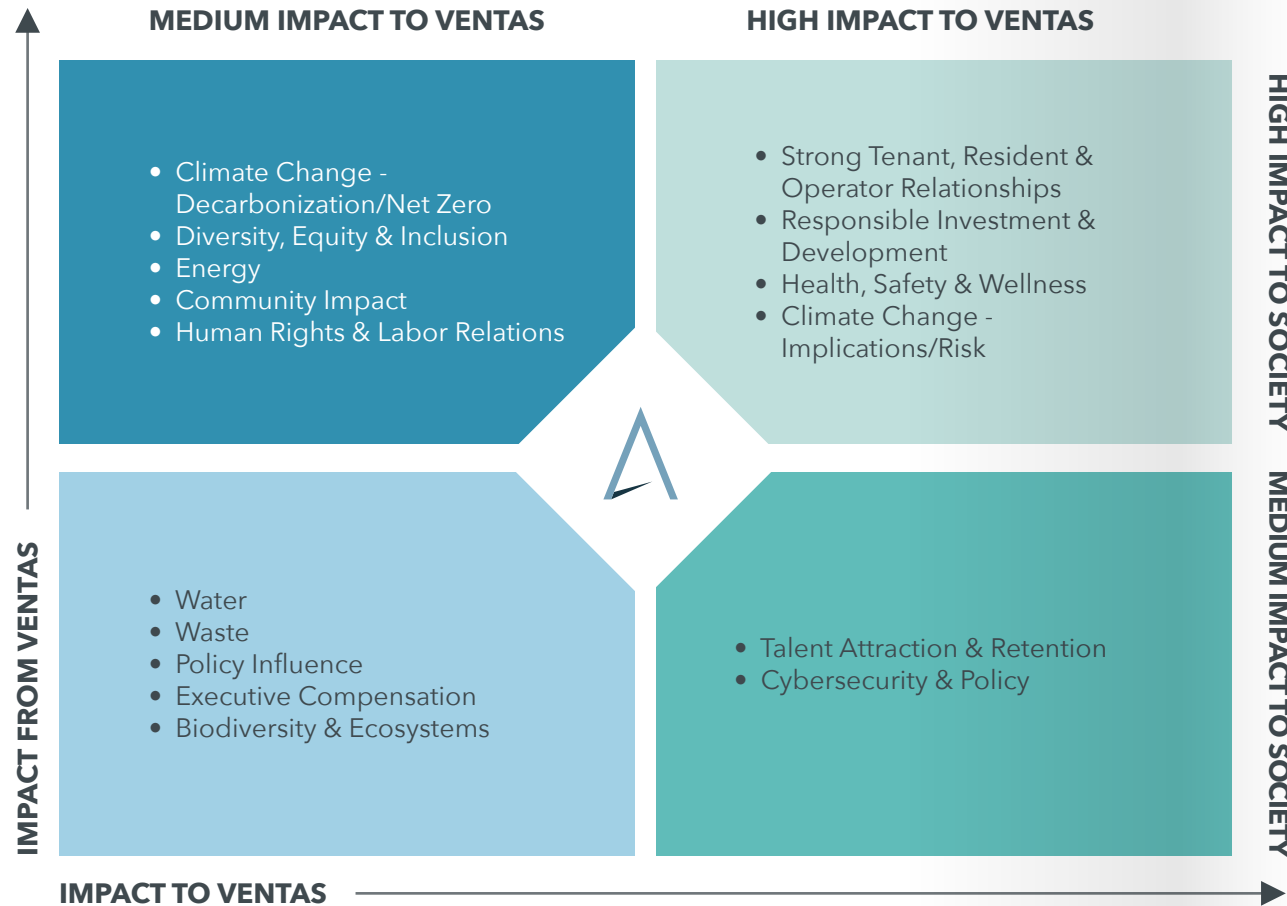 MEDIUM IMPACT TO VENTAS
HIGH IMPACT TO VENTAS
• Climate Change -
Decarbonization/Net Zero
• Diversity, Equity & Inclusion
• Energy
• Community Impact
• Human Rights & Labor Relations
• Strong Tenant, Resident &
Operator Relationships
• Responsible Investment &
Development
• Health, Safety & Wellness
• Climate Change -
Implications/Risk
HIGH IMPACT TO SOCIETY
• Water
• Waste
• Policy Influence
• Executive Compensation
• Biodiversity & Ecosystems
• Talent Attraction & Retention
• Cybersecurity & Policy
MEDIUM IMPACT TO SOCIETY
IMPACT FROM VENTAS
IMPACT TO VENTAS